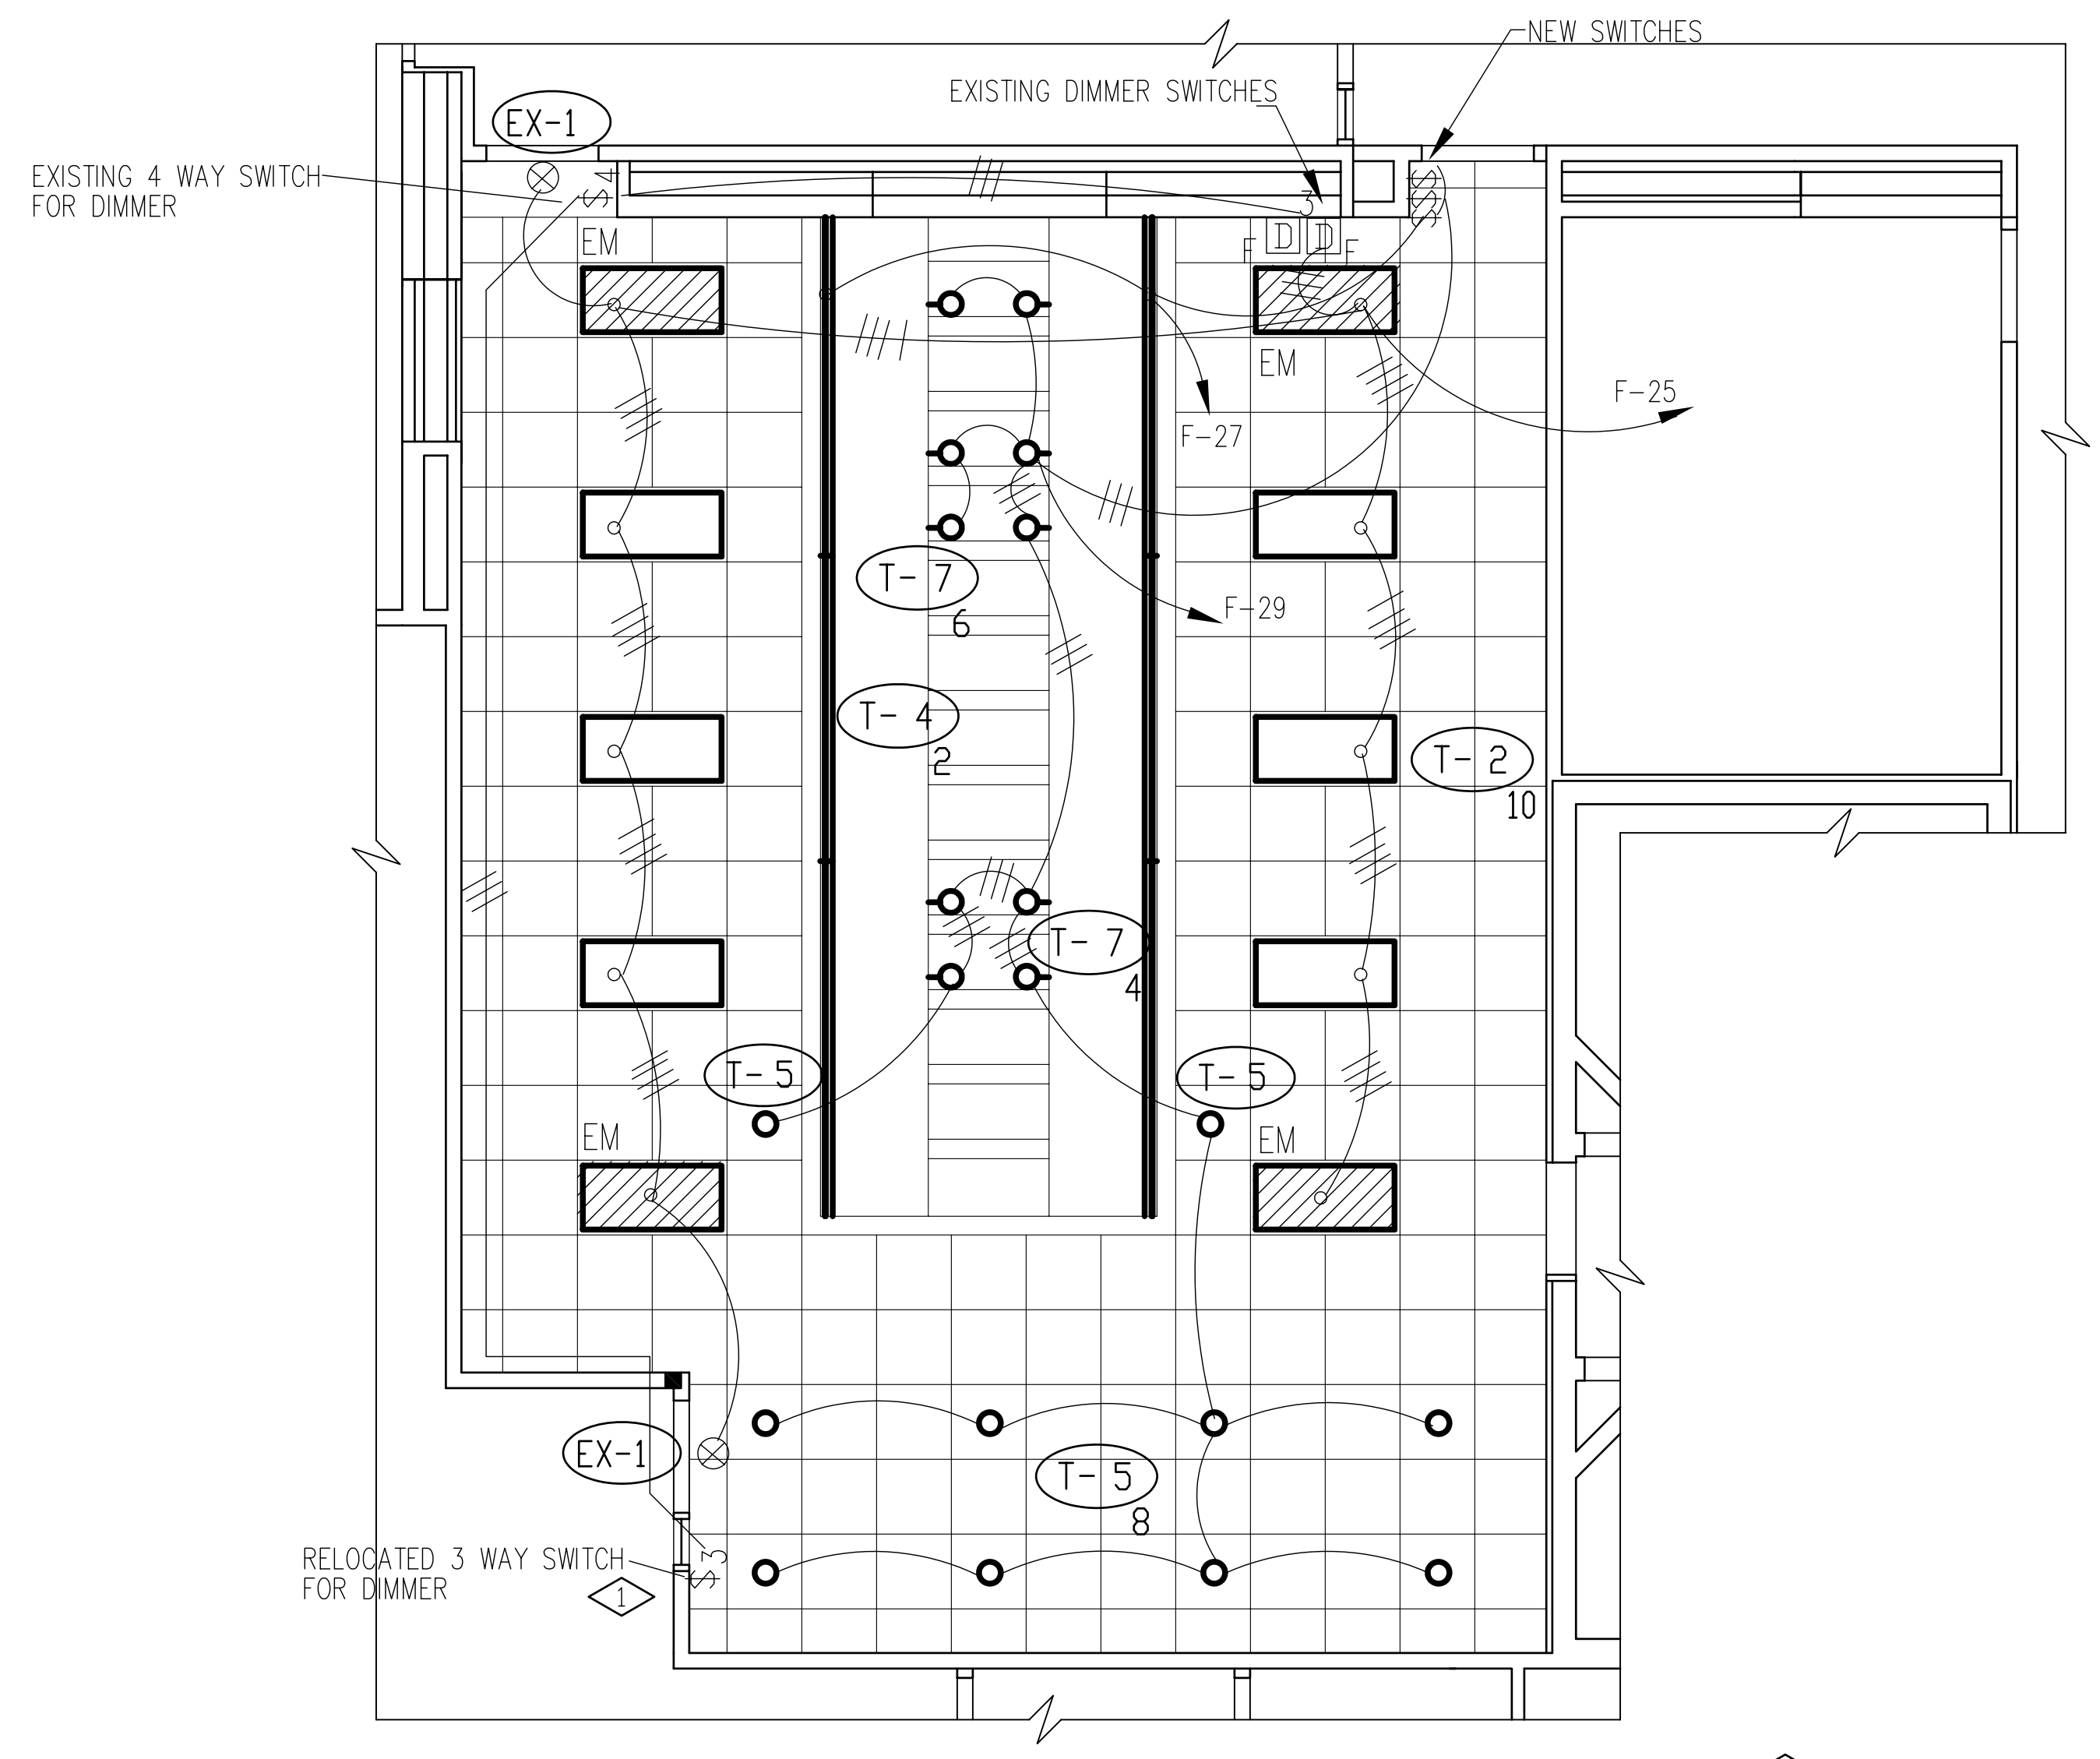 NEW SWITCHES
EXISTING DIMMER SWITCHES
EX-1
EXISTING 4 WAY SWITCH
FOR DIMMER
$4
$$$
3
EM
F D D F
EM
F-25
F-27
T- 7
6
F-29
T- 4
2
T- 2
10
T- 7
4
T- 5
T- 5
EM
EM
EX-1
T- 5
8
RELOCATED 3 WAY SWITCH
FOR DIMMER
$3
1